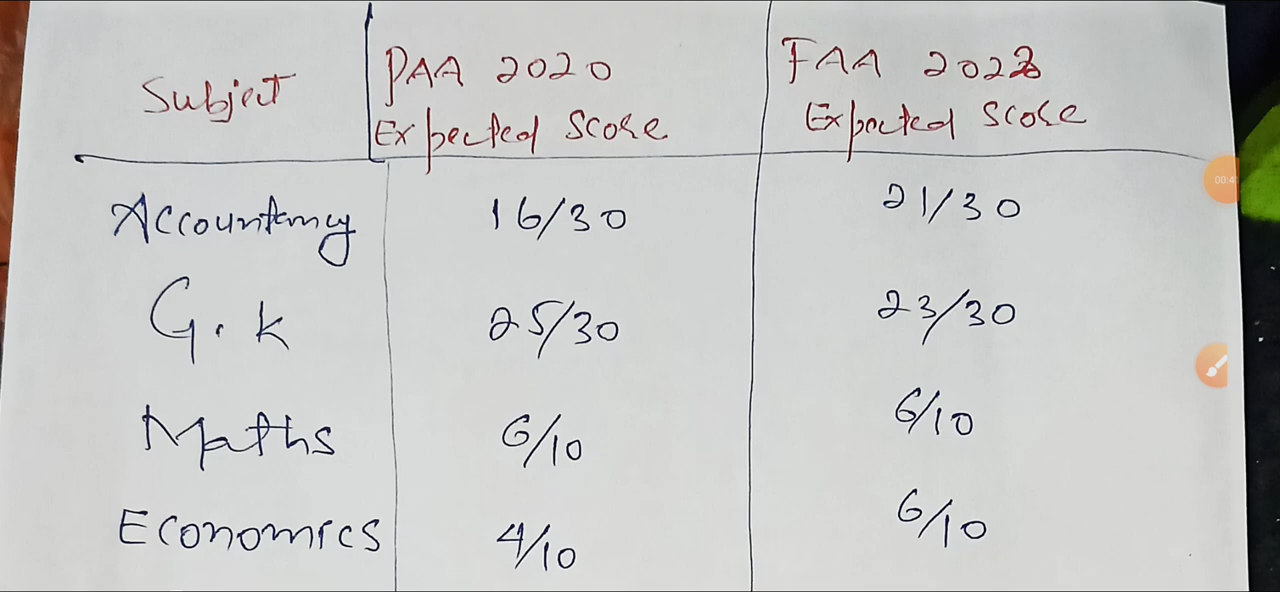 Subject PAA 2020 Expected Score FAA 2023 Expected Score
Accountancy 16/30 21/30
G.k 25/30 23/30
Maths 6/10 6/10
Economics 4/10 6/10